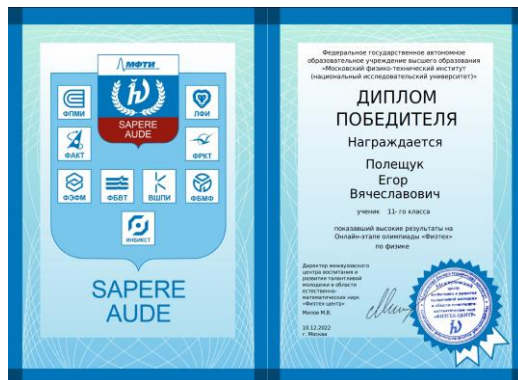 МФТИ
ħ
SAPERE
AUDE
ФПМИ
ЛФИ
ФАКТ
ФРКТ
ФЭФМ
ФБВТ
ВШПИ
ФБМФ
ИНБИКСТ
SAPERE
AUDE
Федеральное государственное автономное
образовательное учреждение высшего образования
«Московский физико-технический институт
(национальный исследовательский университет)»
ДИПЛОМ
ПОБЕДИТЕЛЯ
Награждается
Полещук
Егор
Вячеславович
ученик 11- го класса
показавший высокие результаты на
Онлайн-этапе олимпиады «Физтех»
по физике
Директор межвузовского
центра воспитания и
развития талантливой
молодежи в области
естественно-
математических наук
«Физтех-центр»
10.12.2022
г. Москва
«ФИЗТЕХ-ЦЕНТР»
ħ